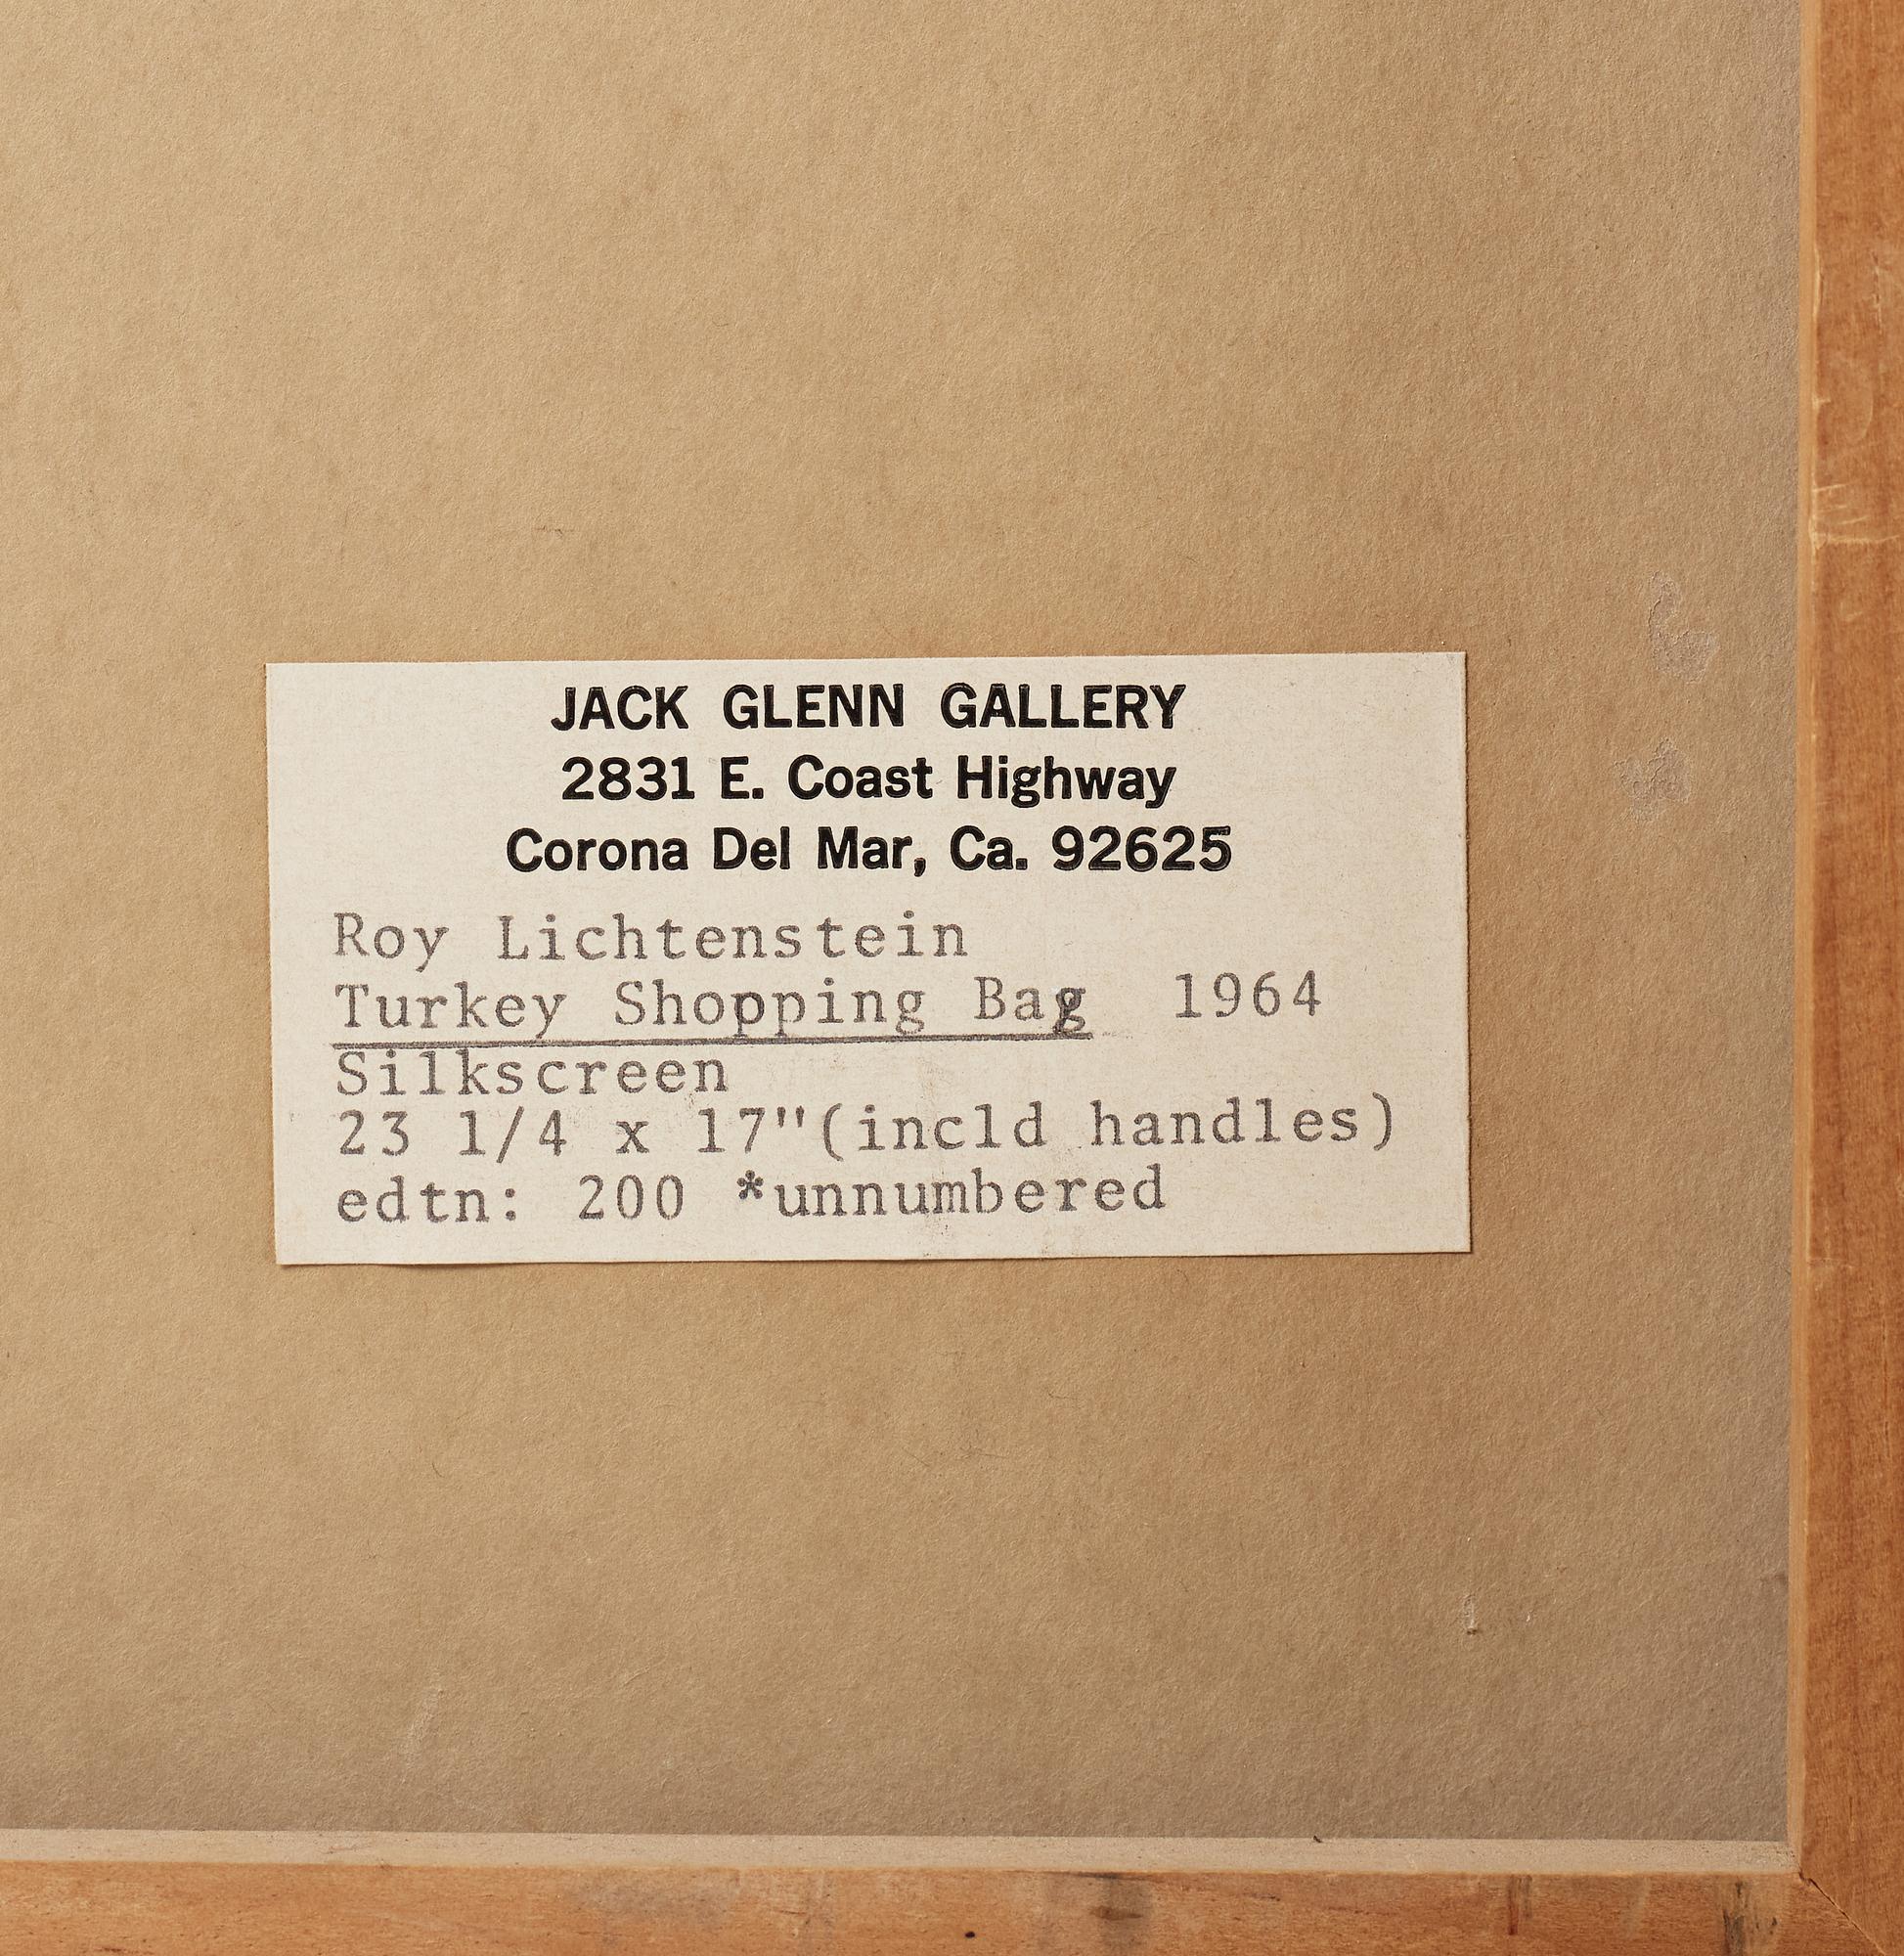 JACK GLENN GALLERY
2831 E. Coast Highway
Corona Del Mar, Ca. 92625
Roy Lichtenstein
Turkey Shopping Bag 1964
Silkscreen
23 1/4 x 17"(incld handles)
edtn: 200 *unnumbered